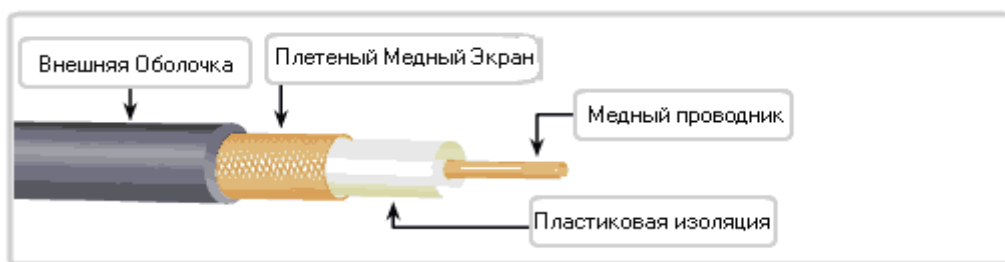 Внешняя Оболочка
Плетеный Медный Экран
Медный проводник
Пластиковая изоляция